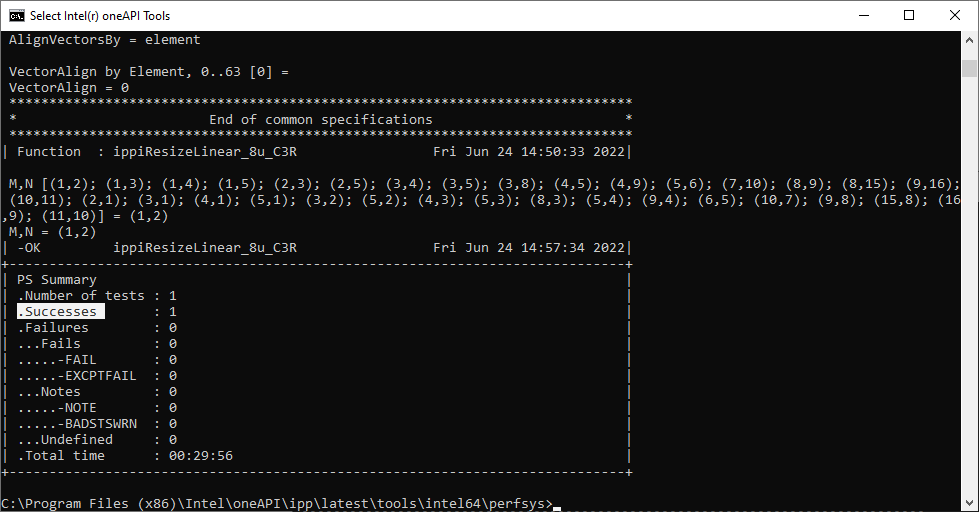 Select Intel(r) oneAPI Tools
AlignVectorsBy = element
VectorAlign by Element, 0..63 [0] =
VectorAlign = 0
******************************************************************************
*                        End of common specifications                        *
******************************************************************************
| Function  : ippiResizeLinear_8u_C3R                 Fri Jun 24 14:50:33 2022|
M,N [(1,2); (1,3); (1,4); (1,5); (2,3); (2,5); (3,4); (3,5); (3,8); (4,5); (4,9); (5,6); (7,10); (8,9); (8,15); (9,16);
(10,11); (2,1); (3,1); (4,1); (5,1); (3,2); (5,2); (4,3); (5,3); (8,3); (5,4); (9,4); (6,5); (10,7); (9,8); (15,8); (16
,9); (11,10)] = (1,2)
M,N = (1,2)
| -OK         ippiResizeLinear_8u_C3R                 Fri Jun 24 14:57:34 2022|
+-----------------------------------------------------------------------------+
| PS Summary                                                                  |
| .Number of tests : 1                                                        |
| .Successes       : 1                                                        |
| .Failures        : 0                                                        |
| ...Fails         : 0                                                        |
| .....-FAIL       : 0                                                        |
| .....-EXCPTFAIL  : 0                                                        |
| ...Notes         : 0                                                        |
| .....-NOTE       : 0                                                        |
| .....-BADSTSWRN  : 0                                                        |
| ...Undefined     : 0                                                        |
| .Total time      : 00:29:56                                                 |
+-----------------------------------------------------------------------------+
C:\Program Files (x86)\Intel\oneAPI\ipp\latest\tools\intel64\perfsys>